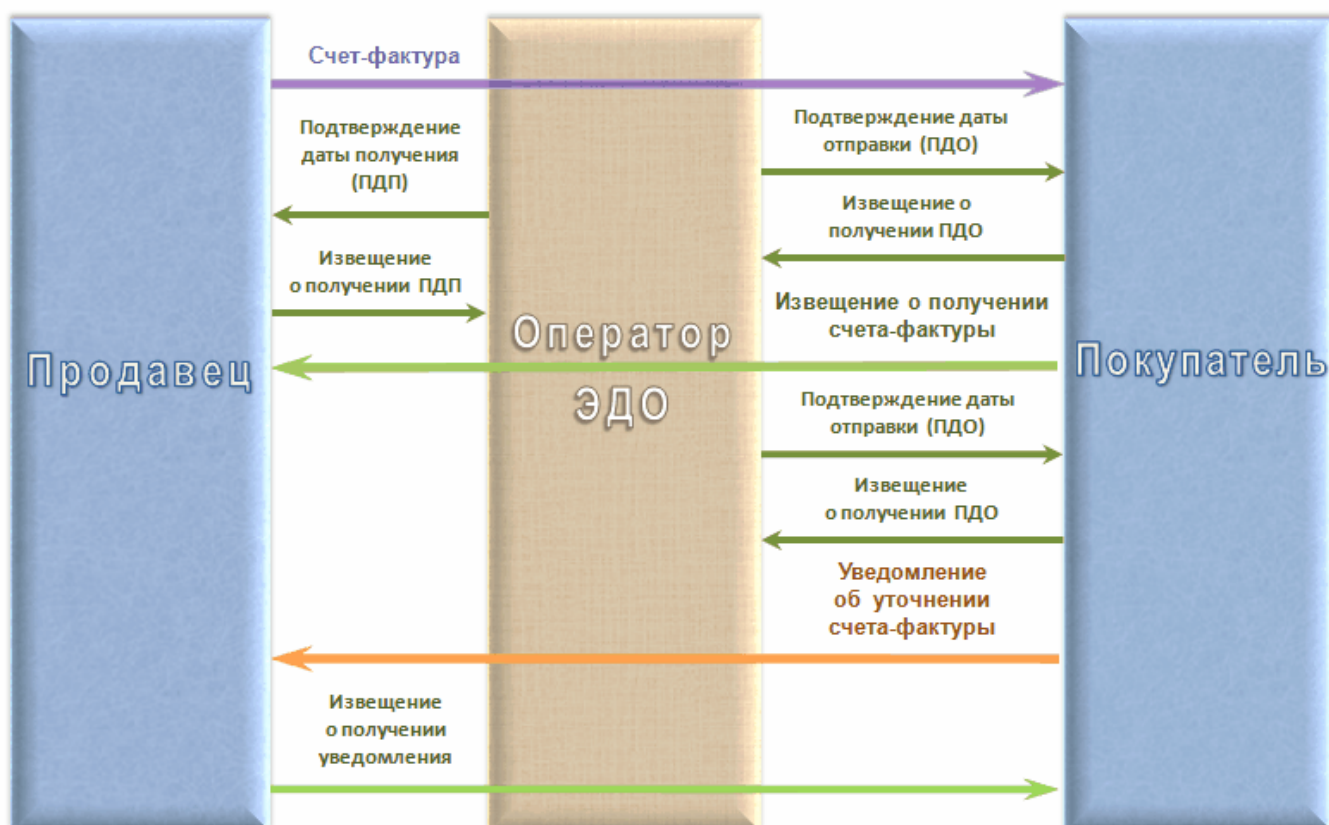 Счет-фактура
Подтверждение
даты получения
(ПДП)
Извещение
о получении ПДП
Подтверждение даты
отправки (ПДО)
Извещение о
получении ПДО
Извещение о получении
счета-фактуры
Продавец
Оператор
ЭДО
Покупатель
Подтверждение даты
отправки (ПДО)
Извещение
о получении ПДО
Уведомление
об уточнении
счета-фактуры
Извещение
о получении
уведомления